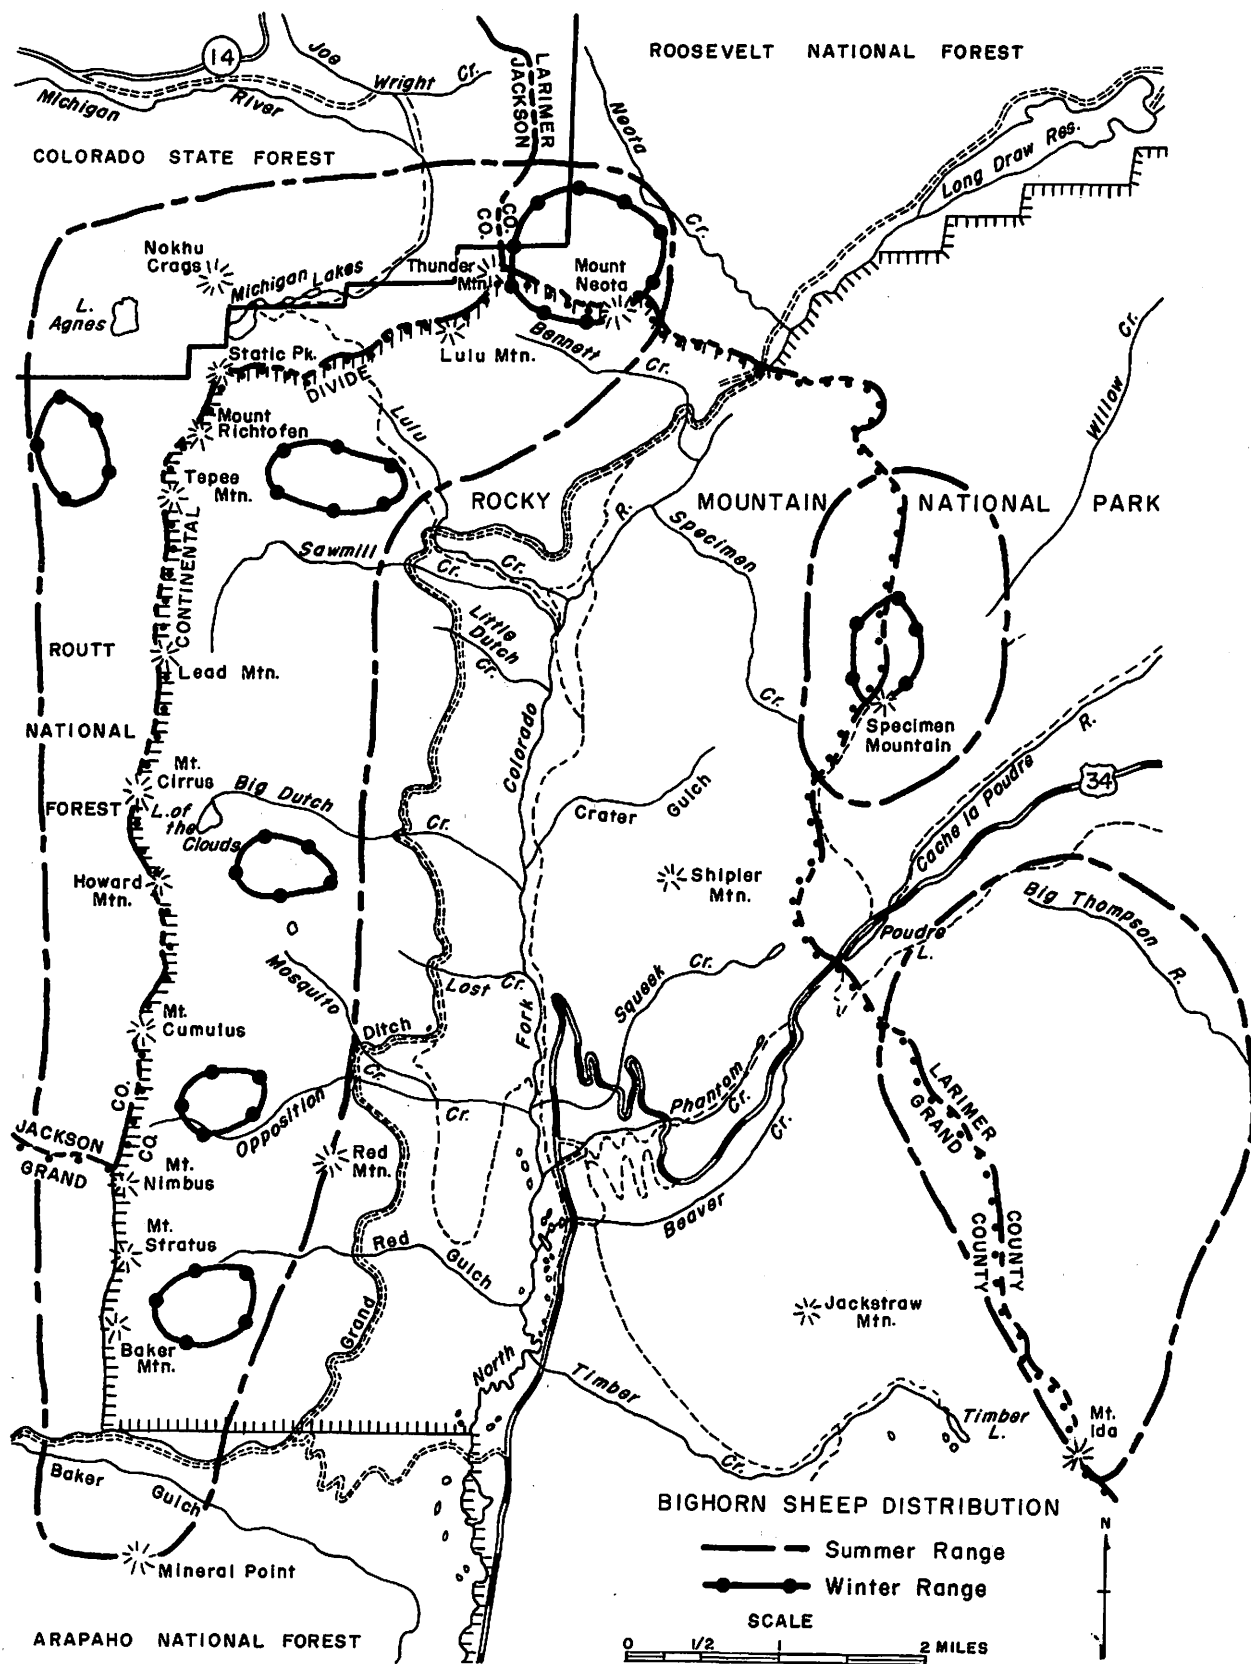 ROOSEVELT NATIONAL FOREST
14
Joe
Wright Cr.
LARIMER
JACKSON
CO.
CO.
Michigan
River
Neota
Cr.
COLORADO STATE FOREST
Long Draw Res.
Nokhu
Crags
Michigan Lakes
Thunder
Mtn.
Mount
Neota
L.
Agnes
Static Pk.
DIVIDE
Lulu Mtn.
Bennett
Cr.
Willow
Cr.
Mount
Richtofen
Lulu
Tepee
Mtn.
CONTINENTAL
ROCKY MOUNTAIN NATIONAL PARK
R.
Sawmill
Cr.
Cr.
Specimen
Cr.
Little
Dutch
Cr.
ROUTT
NATIONAL
FOREST
Lead Mtn.
Colorado
Specimen
Mountain
Mt.
Cirrus
L. of
the
Clouds
Big Dutch
Cr.
Crater
Gulch
Cache la Poudre
R.
34
Howard
Mtn.
Shipler
Mtn.
Poudre
L.
Big Thompson
R.
Mosquito
Lost Cr.
Squeek
Cr.
Fork
Mt.
Cumulus
Ditch
Cr.
CO.
CO.
Opposition
Cr.
Phantom
Cr.
Cr.
LARIMER
GRAND
JACKSON
GRAND
Mt.
Nimbus
Red
Mtn.
Beaver
COUNTY
COUNTY
Mt.
Stratus
Red
Gulch
Jackstraw
Mtn.
Baker
Mtn.
Grand
North
Timber
Cr.
Timber
L.
Mt.
Ida
Baker
Gulch
Mineral Point
ARAPAHO NATIONAL FOREST
BIGHORN SHEEP DISTRIBUTION
N
Summer Range
Winter Range
SCALE
0 1/2 2 MILES